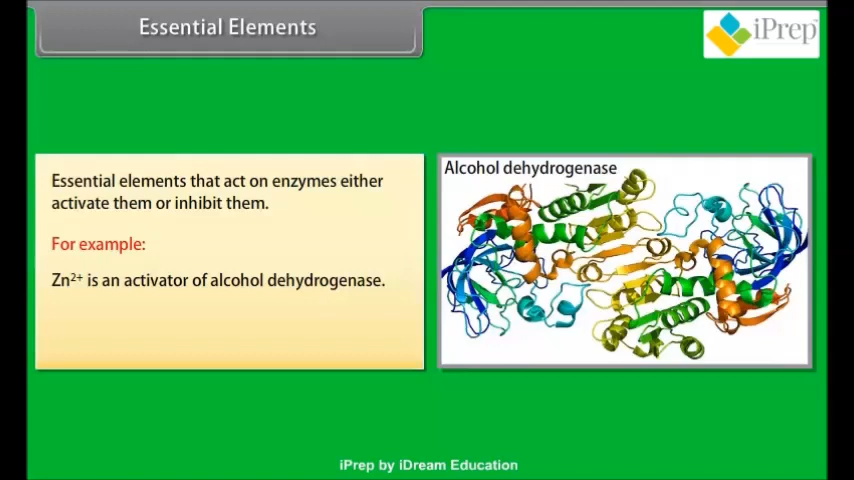 Essential Elements
iPrep
Essential elements that act on enzymes either
activate them or inhibit them.
For example:
Zn²⁺ is an activator of alcohol dehydrogenase.
Alcohol dehydrogenase
iPrep by iDream Education